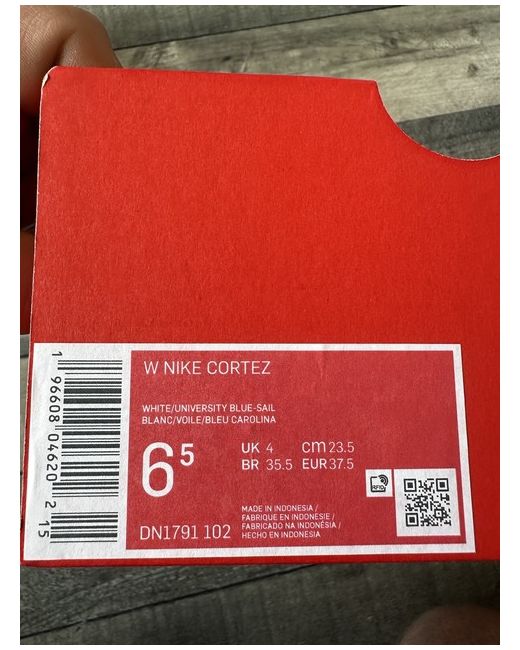 W NIKE CORTEZ
WHITE/UNIVERSITY BLUE-SAIL
BLANC/VOILE/BLEU CAROLINA
6⁵
UK 4 cm 23.5
BR 35.5 EUR 37.5
RFID
DN1791 102
MADE IN INDONESIA /
FABRIQUE EN INDONESIE /
FABRICADO NA INDONÉSIA /
HECHO EN INDONESIA
1 96608 04620 2 15